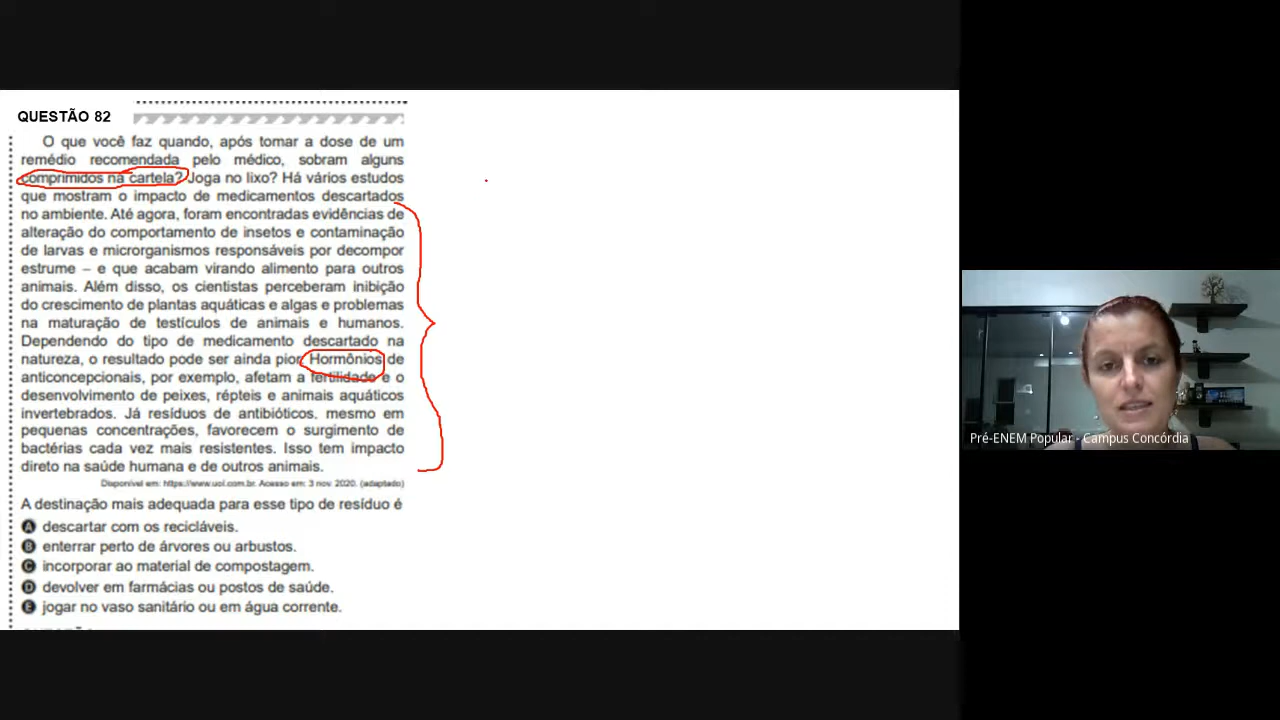 QUESTÃO 82
O que você faz quando, após tomar a dose de um
remédio recomendada pelo médico, sobram alguns
comprimidos na cartela? Joga no lixo? Há vários estudos
que mostram o impacto de medicamentos descartados
no ambiente. Até agora, foram encontradas evidências de
alteração do comportamento de insetos e contaminação
de larvas e microrganismos responsáveis por decompor
estrume – e que acabam virando alimento para outros
animais. Além disso, os cientistas perceberam inibição
do crescimento de plantas aquáticas e algas e problemas
na maturação de testículos de animais e humanos.
Dependendo do tipo de medicamento descartado na
natureza, o resultado pode ser ainda pior. Hormônios de
anticoncepcionais, por exemplo, afetam a fertilidade e o
desenvolvimento de peixes, répteis e animais aquáticos
invertebrados. Já resíduos de antibióticos, mesmo em
pequenas concentrações, favorecem o surgimento de
bactérias cada vez mais resistentes. Isso tem impacto
direto na saúde humana e de outros animais.
Disponível em: https://www.uol.com.br. Acesso em: 3 nov. 2020. (adaptado)
A destinação mais adequada para esse tipo de resíduo é
A descartar com os recicláveis.
B enterrar perto de árvores ou arbustos.
C incorporar ao material de compostagem.
D devolver em farmácias ou postos de saúde.
E jogar no vaso sanitário ou em água corrente.
Pré-ENEM Popular - Campus Concórdia